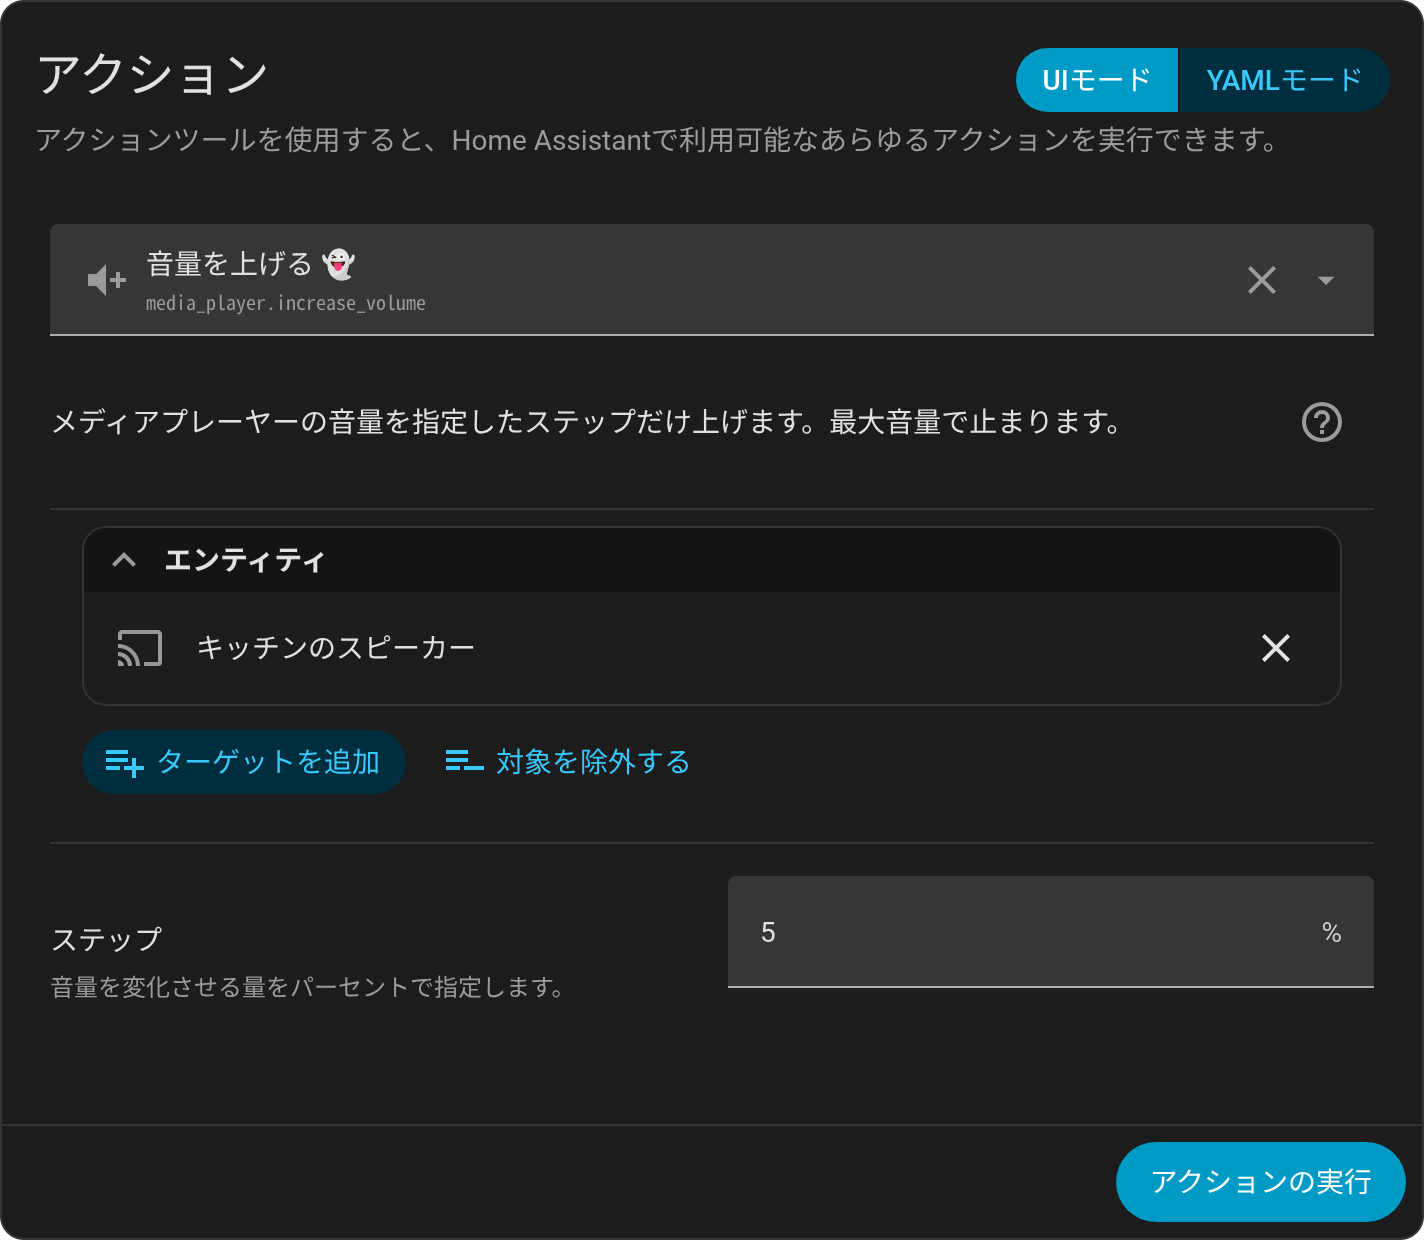 アクション
UIモード
YAMLモード
アクションツールを使用すると、Home Assistantで利用可能なあらゆるアクションを実行できます。
音量を上げる 👻
media_player.increase_volume
メディアプレーヤーの音量を指定したステップだけ上げます。最大音量で止まります。
エンティティ
キッチンのスピーカー
ターゲットを追加
対象を除外する
ステップ
音量を変化させる量をパーセントで指定します。
5 %
アクションの実行